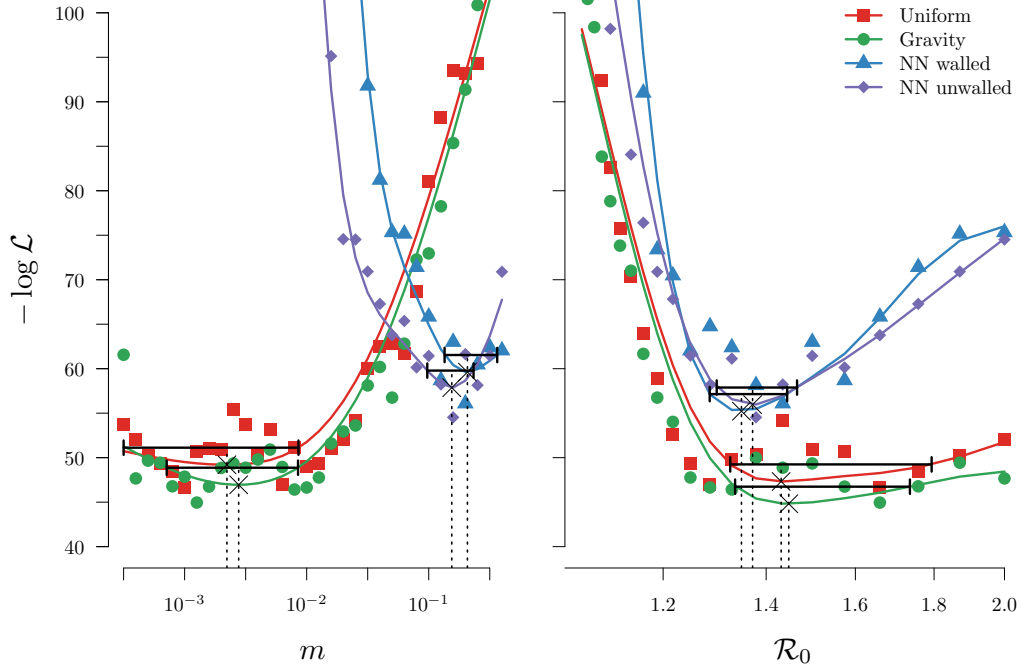 100
90
80
70
60
50
40
− log ℒ
10⁻³
10⁻²
10⁻¹
m
Uniform
Gravity
NN walled
NN unwalled
1.2
1.4
1.6
1.8
2.0
ℛ₀